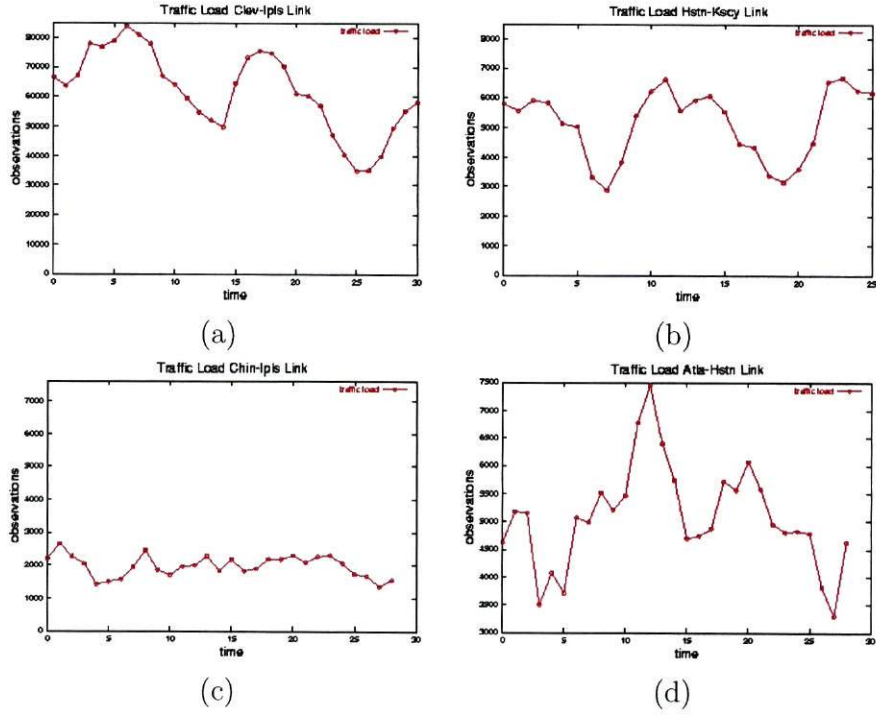 Traffic Load Clev-Ipls Link
traffic load
80000
70000
60000
50000
40000
30000
20000
10000
0
observations
0 5 10 15 20 25 30
time
(a)
Traffic Load Hstn-Kscy Link
traffic load
8000
7000
6000
5000
4000
3000
2000
1000
0
observations
0 5 10 15 20 25
time
(b)
Traffic Load Chin-Ipls Link
traffic load
7000
6000
5000
4000
3000
2000
1000
0
observations
0 5 10 15 20 25 30
time
(c)
Traffic Load Atla-Hstn Link
traffic load
7500
7000
6500
6000
5500
5000
4500
4000
3500
3000
observations
0 5 10 15 20 25 30
time
(d)